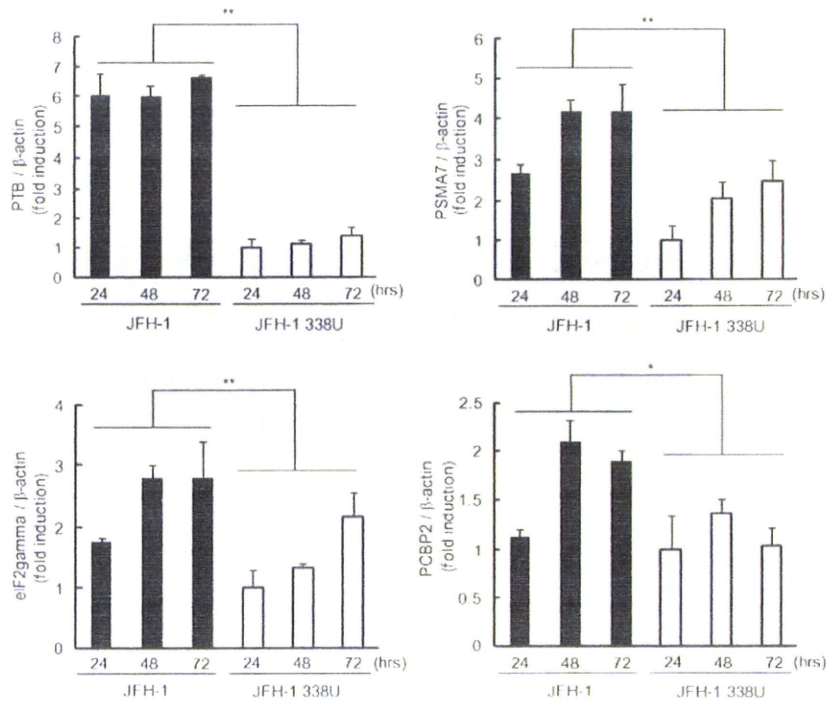 **
8
7
6
5
4
3
2
1
0
PTB / β-actin
(fold induction)
24 48 72 24 48 72 (hrs)
JFH-1 JFH-1 338U
**
6
5
4
3
2
1
0
PSMA7 / β-actin
(fold induction)
24 48 72 24 48 72 (hrs)
JFH-1 JFH-1 338U
**
4
3
2
1
0
eIF2gamma / β-actin
(fold induction)
24 48 72 24 48 72 (hrs)
JFH-1 JFH-1 338U
*
2.5
2
1.5
1
0.5
0
PCBP2 / β-actin
(fold induction)
24 48 72 24 48 72 (hrs)
JFH-1 JFH-1 338U